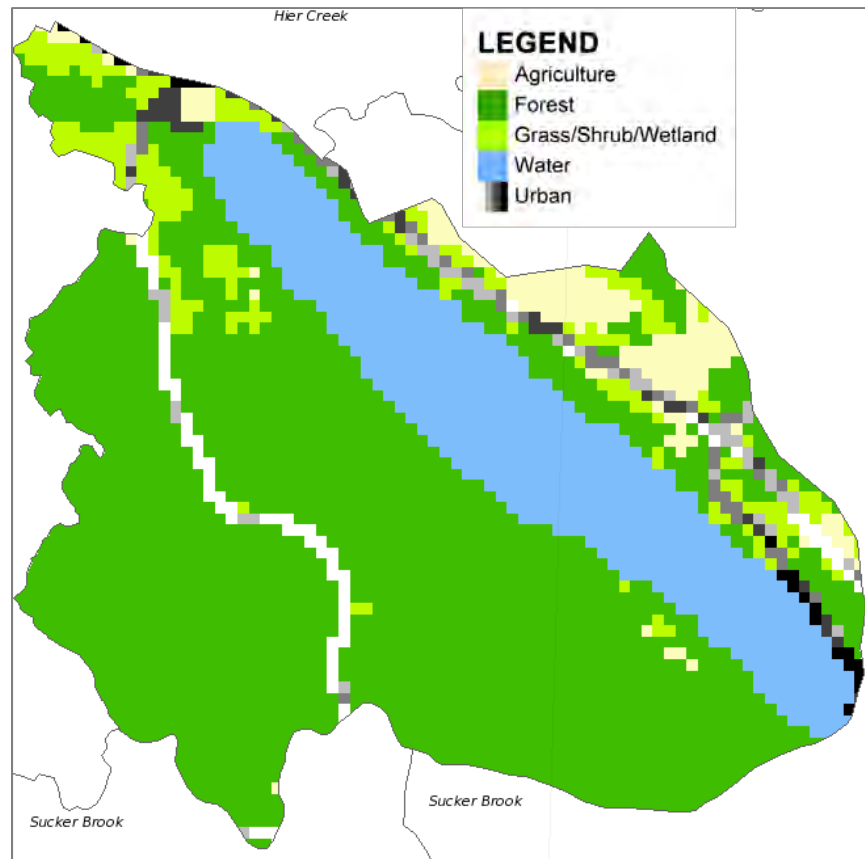 Hier Creek
LEGEND
Agriculture
Forest
Grass/Shrub/Wetland
Water
Urban
Sucker Brook
Sucker Brook